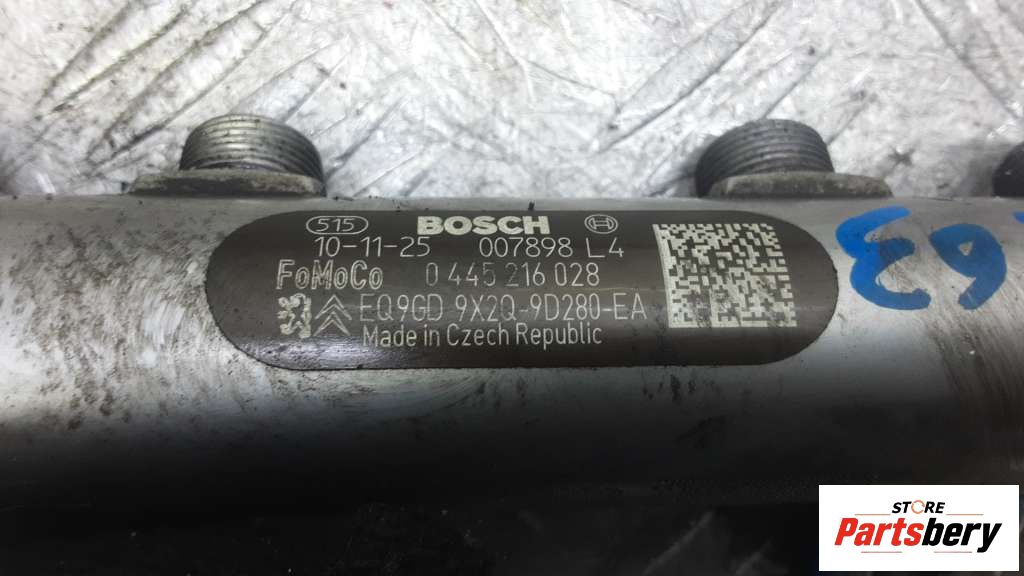 515 BOSCH
10-11-25 007898 L4
FoMoCo 0 445 216 028
EQ9GD 9X2Q-9D280-EA
Made in Czech Republic
E9
STORE
Partsbery